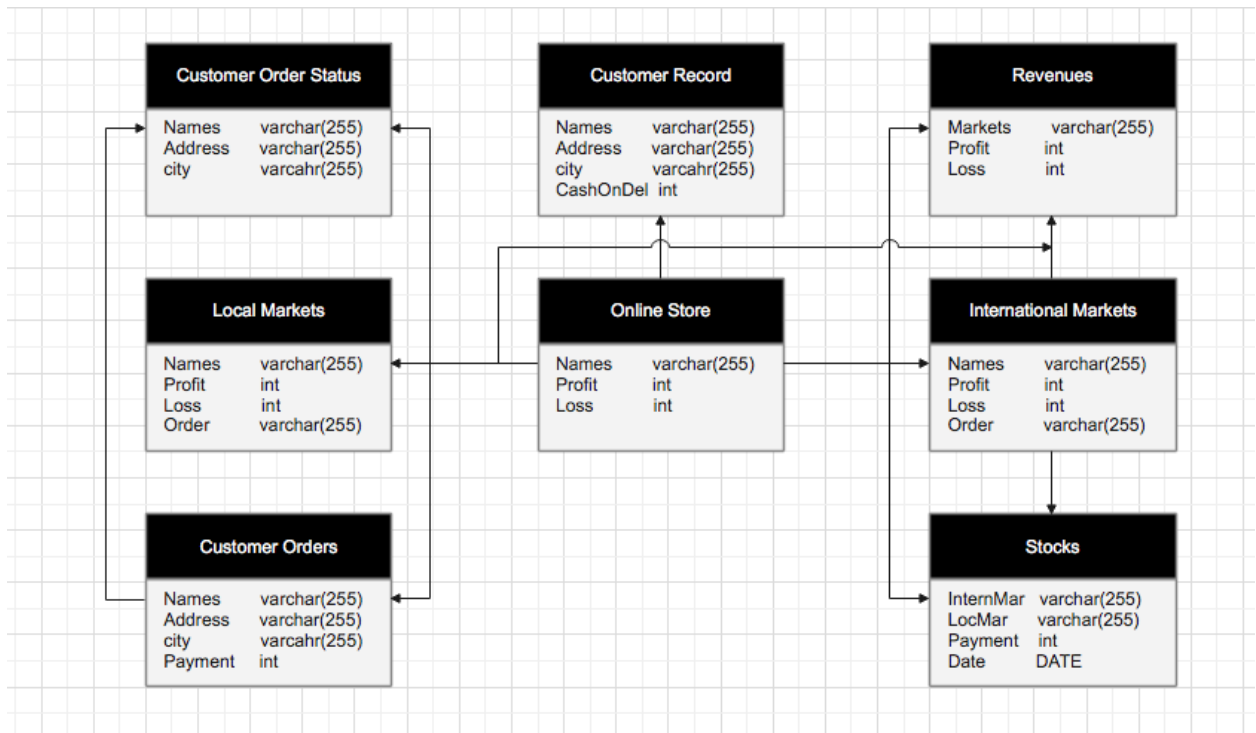 Customer Order Status
Names varchar(255)
Address varchar(255)
city varcahr(255)
Customer Record
Names varchar(255)
Address varchar(255)
city varcahr(255)
CashOnDel int
Revenues
Markets varchar(255)
Profit int
Loss int
Local Markets
Names varchar(255)
Profit int
Loss int
Order varchar(255)
Online Store
Names varchar(255)
Profit int
Loss int
International Markets
Names varchar(255)
Profit int
Loss int
Order varchar(255)
Customer Orders
Names varchar(255)
Address varchar(255)
city varcahr(255)
Payment int
Stocks
InternMar varchar(255)
LocMar varchar(255)
Payment int
Date DATE